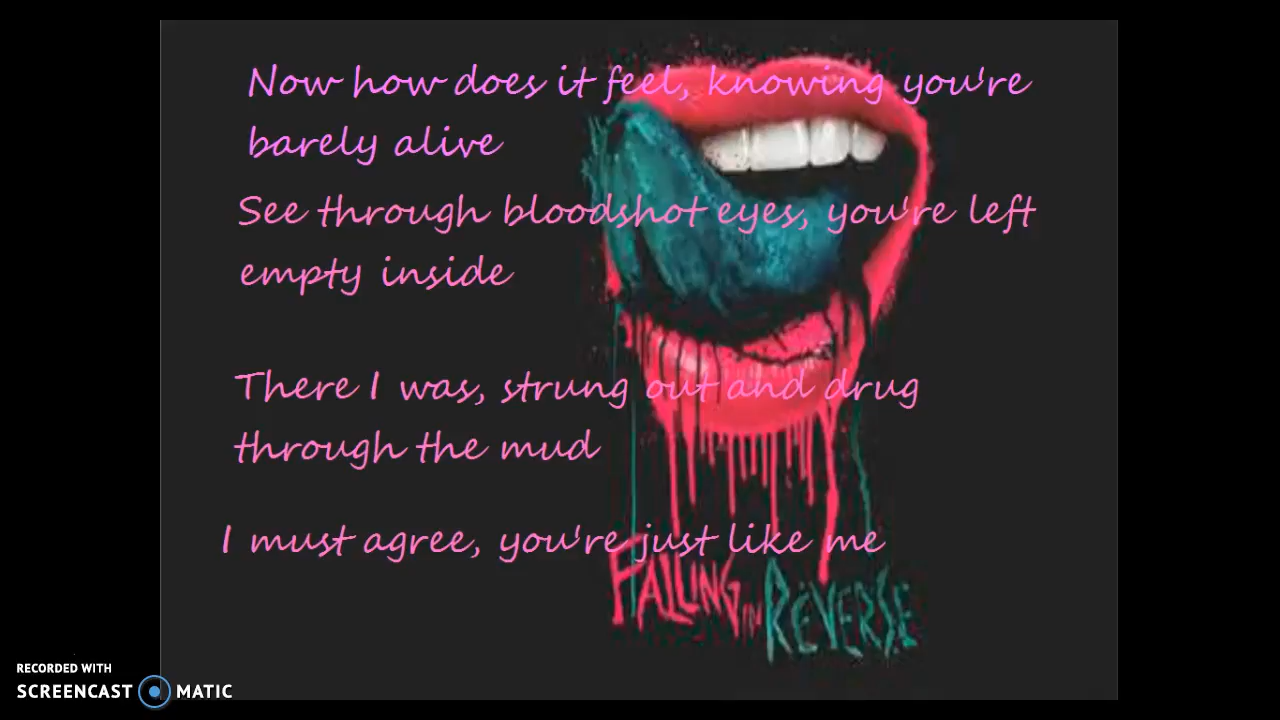 Now how does it feel, knowing you're
barely alive
See through bloodshot eyes, you're left
empty inside
There I was, strung out and drug
through the mud
I must agree, you're just like me
FALLING IN REVERSE
RECORDED WITH
SCREENCAST MATIC